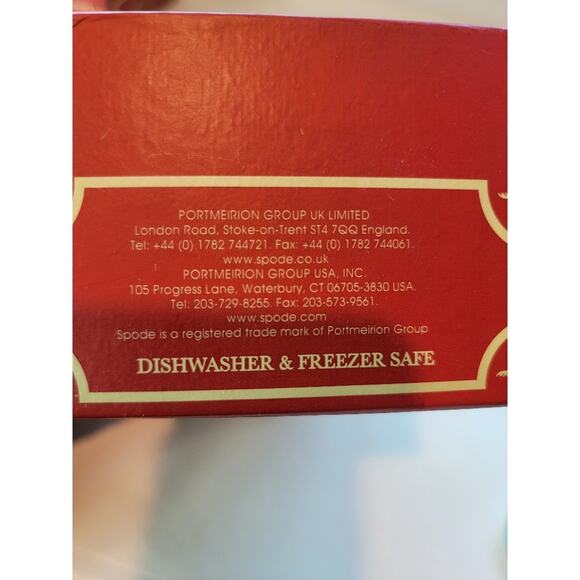 PORTMEIRION GROUP UK LIMITED
London Road, Stoke-on-Trent ST4 7QQ England.
Tel: +44 (0) 1782 744721. Fax: +44 (0) 1782 744061.
www.spode.co.uk
PORTMEIRION GROUP USA, INC.
105 Progress Lane, Waterbury, CT 06705-3830 USA.
Tel: 203-729-8255. Fax: 203-573-9561.
www.spode.com
Spode is a registered trade mark of Portmeirion Group
DISHWASHER & FREEZER SAFE